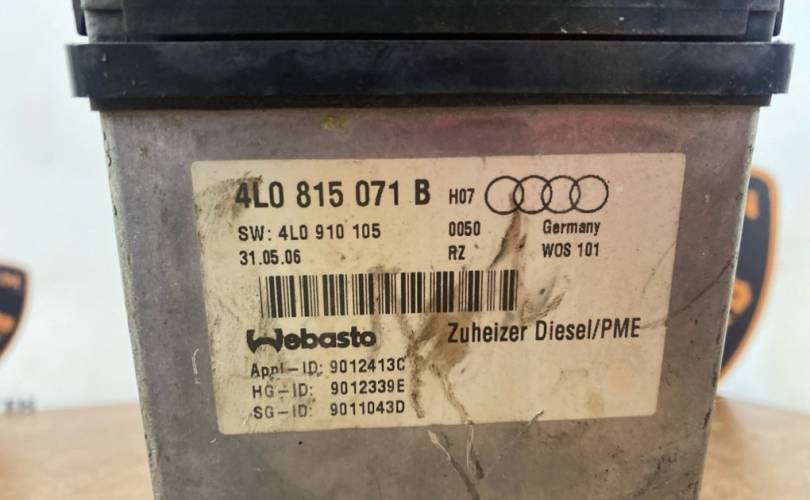 4L0 815 071 B H07
SW: 4L0 910 105 0050 Germany
31.05.06 RZ WOS 101
Webasto Zuheizer Diesel/PME
Appl-ID: 9012413C
HG-ID: 9012339E
SG-ID: 9011043D